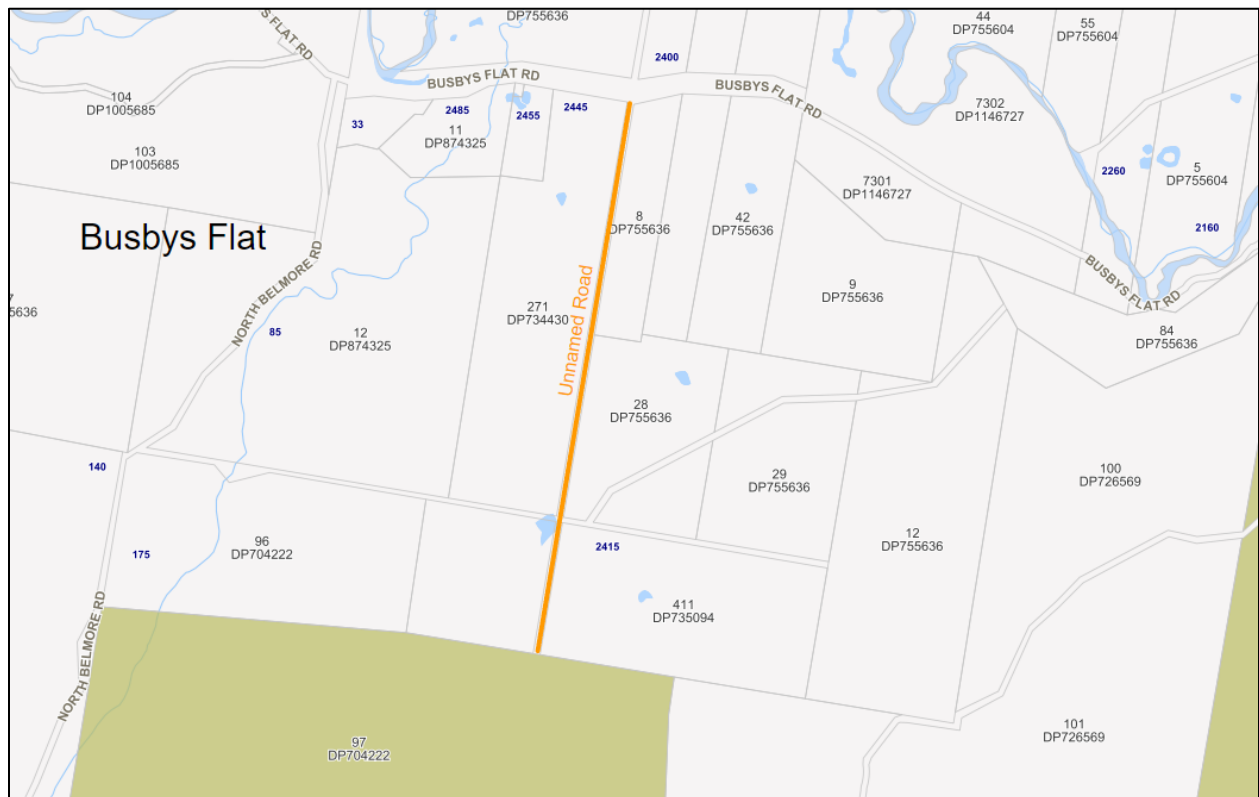 DP755636
44
DP755604
55
DP755604
S FLAT RD
2400
BUSBYS FLAT RD
BUSBYS FLAT RD
104
DP1005685
33
2485
11
DP874325
2455
2445
7302
DP1146727
103
DP1005685
2260
5
DP755604
7301
DP1146727
8
DP755636
42
DP755636
2160
Busbys Flat
NORTH BELMORE RD
BUSBYS FLAT RD
9
DP755636
5636
271
DP734430
Unnamed Road
85
12
DP874325
84
DP755636
28
DP755636
140
29
DP755636
100
DP726569
175
96
DP704222
2415
12
DP755636
411
DP735094
NORTH BELMORE RD
97
DP704222
101
DP726569